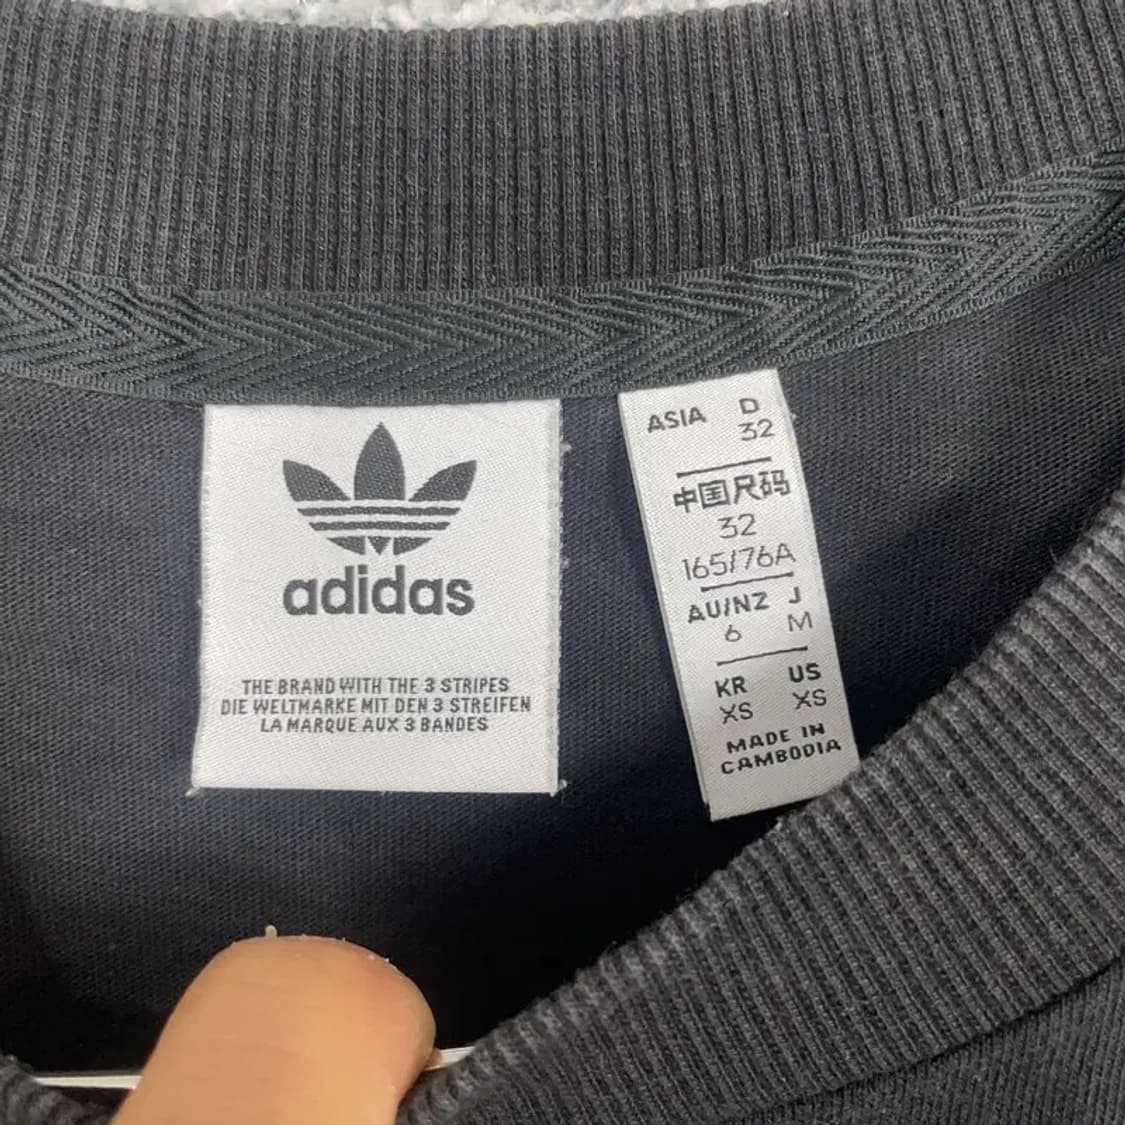 adidas
THE BRAND WITH THE 3 STRIPES
DIE WELTMARKE MIT DEN 3 STREIFEN
LA MARQUE AUX 3 BANDES
ASIA D
32
中国尺码
32
165/76A
AU/NZ J
6 M
KR US
XS XS
MADE IN
CAMBODIA